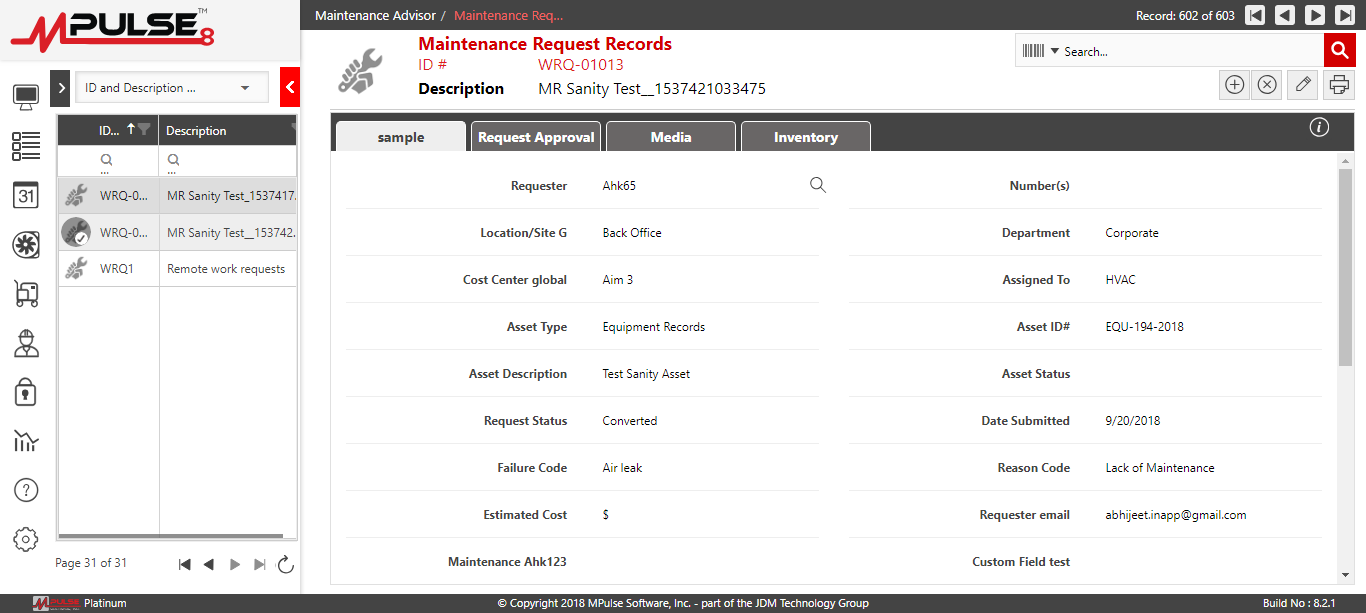 MPULSE 8 ™
Maintenance Advisor / Maintenance Req...
Record: 602 of 603
ID and Description ...
Maintenance Request Records
ID # WRQ-01013
Description MR Sanity Test__1537421033475
Search...
ID... Description
...
...
WRQ-0... MR Sanity Test_1537417
WRQ-0... MR Sanity Test__153742.
WRQ1 Remote work requests
Page 31 of 31
31
?
sample Request Approval Media Inventory
i
Requester Ahk65 Number(s)
Location/Site G Back Office Department Corporate
Cost Center global Aim 3 Assigned To HVAC
Asset Type Equipment Records Asset ID# EQU-194-2018
Asset Description Test Sanity Asset Asset Status
Request Status Converted Date Submitted 9/20/2018
Failure Code Air leak Reason Code Lack of Maintenance
Estimated Cost $ Requester email abhijeet.inapp@gmail.com
Maintenance Ahk123 Custom Field test
MPULSE Platinum
© Copyright 2018 MPulse Software, Inc. - part of the JDM Technology Group
Build No : 8.2.1